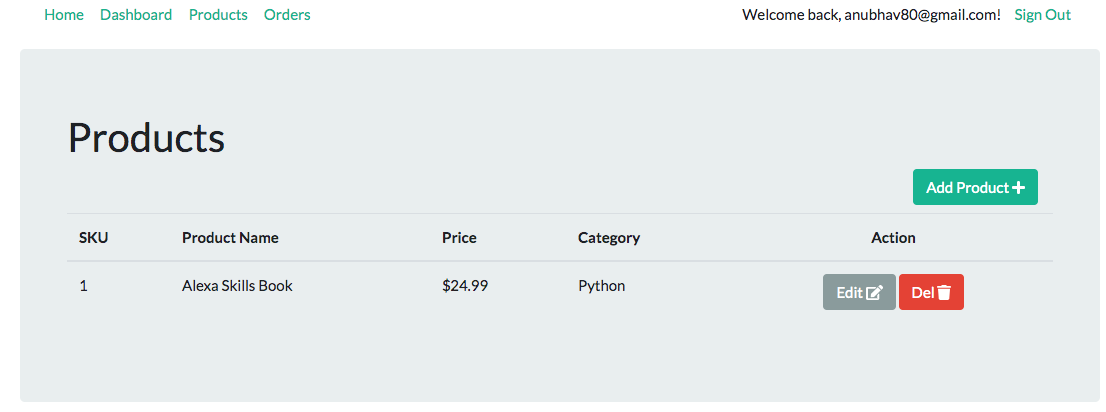 Home Dashboard Products Orders Welcome back, anubhav80@gmail.com! Sign Out
Products
Add Product
SKU Product Name Price Category Action
1 Alexa Skills Book $24.99 Python Edit Del